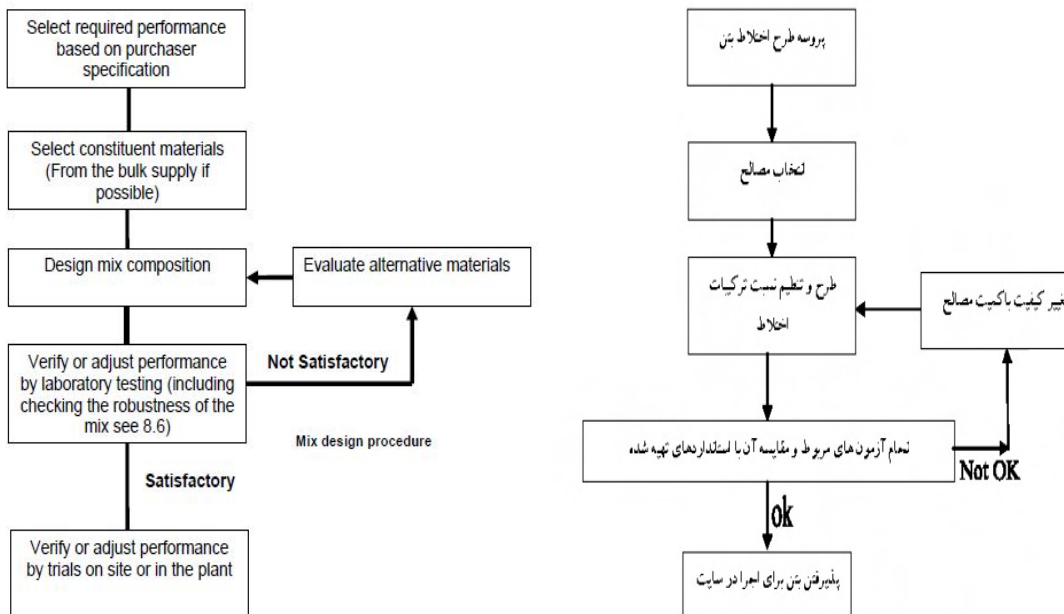 Select required performance
based on purchaser
specification
Select constituent materials
(From the bulk supply if
possible)
Design mix composition
Evaluate alternative materials
Verify or adjust performance
by laboratory testing (including
checking the robustness of the
mix see 8.6)
Not Satisfactory
Mix design procedure
Satisfactory
Verify or adjust performance
by trials on site or in the plant
پروسه طرح اختلاط بتن
انتخاب مصالح
طرح و تنظیم نسبت ترکیبات
اختلاط
تغییر کیفیت یاکمیت مصالح
انجام آزمون های مربوط و مقایسه آن با استانداردهای تهیه شده
Not OK
ok
پذیرفتن بتن برای اجرا در سایت